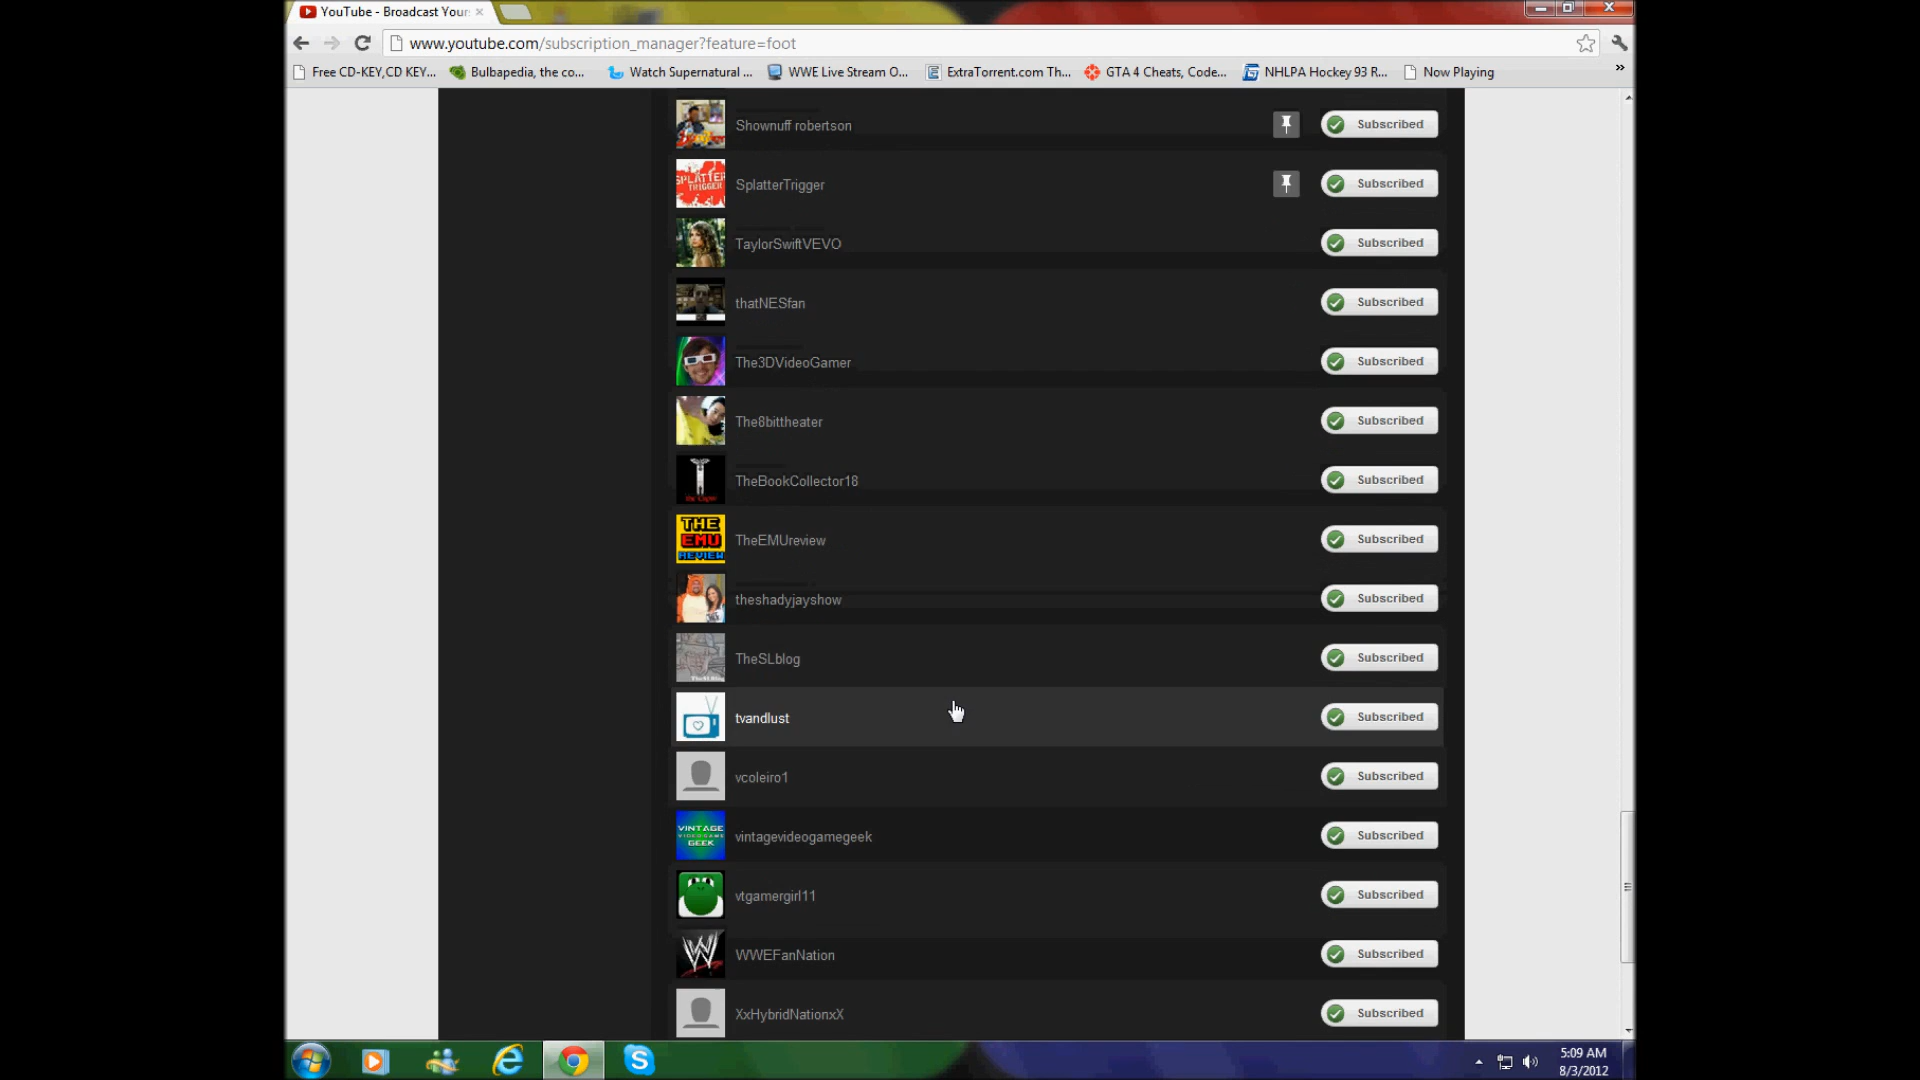 YouTube - Broadcast Your
www.youtube.com/subscription_manager?feature=foot
Free CD-KEY,CD KEY... Bulbapedia, the co... Watch Supernatural ... WWE Live Stream O... ExtraTorrent.com Th... GTA 4 Cheats, Code... NHLPA Hockey 93 R... Now Playing »
Shownuff robertson Subscribed
SPLATTER
TRIGGER
SplatterTrigger Subscribed
TaylorSwiftVEVO Subscribed
thatNESfan Subscribed
The3DVideoGamer Subscribed
The8bittheater Subscribed
TheBookCollector18 Subscribed
THE
EMU
REVIEW
TheEMUreview Subscribed
theshadyjayshow Subscribed
TheSLblog Subscribed
tvandlust Subscribed
vcoleiro1 Subscribed
VINTAGE
VIDEO GAME
GEEK
vintagevideogamegeek Subscribed
vtgamergirl11 Subscribed
WWEFanNation Subscribed
XxHybridNationxX Subscribed
5:09 AM
8/3/2012